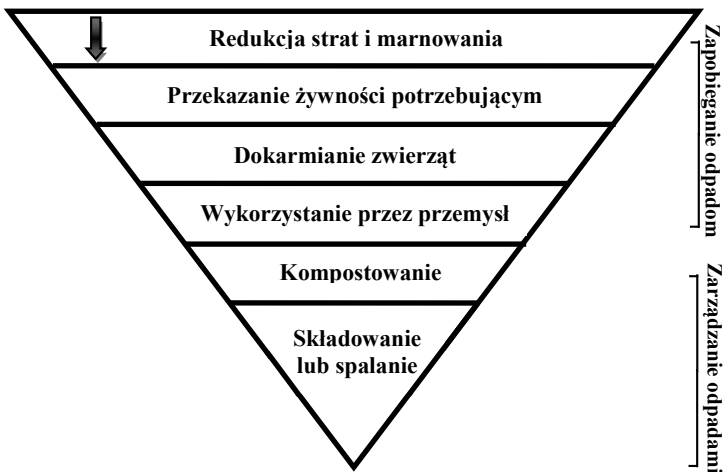 Redukcja strat i marnowania
Przekazanie żywności potrzebującym
Dokarmianie zwierząt
Wykorzystanie przez przemysł
Kompostowanie
Składowanie
lub spalanie
Zapobieganie odpadom
Zarządzanie odpadami